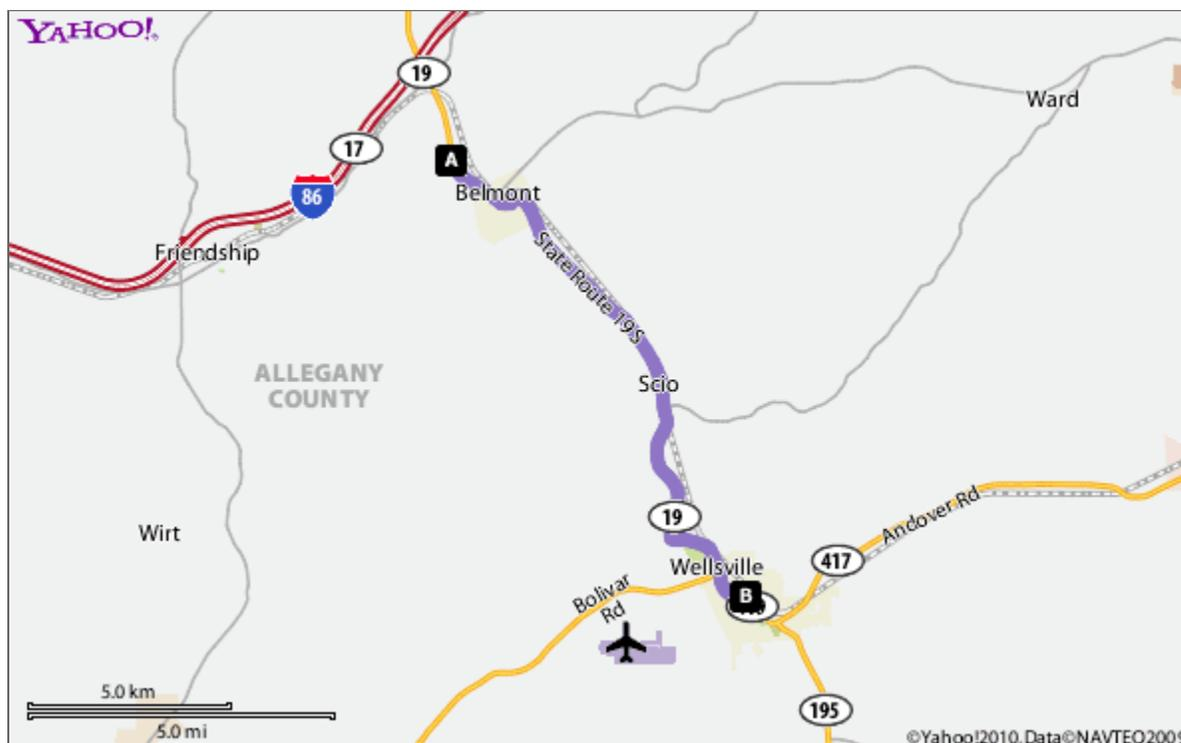 YAHOO!
19
17
86
A
Belmont
Ward
Friendship
State Route 19 S
ALLEGANY
COUNTY
Scio
Wirt
19
Andover Rd
417
Wellsville
Bolivar
Rd
B
195
5.0 km
5.0 mi
©Yahoo!2010, Data©NAVTEQ2009